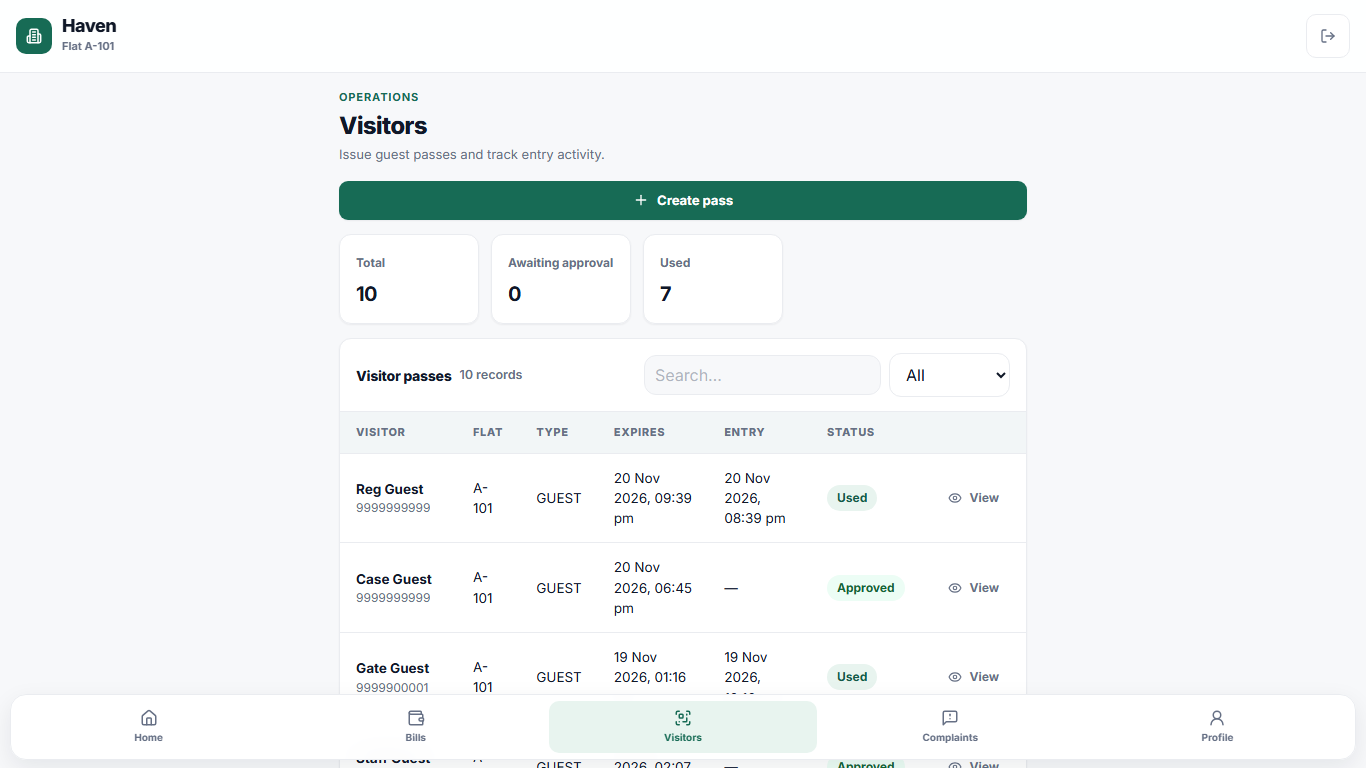 Haven
Flat A-101
OPERATIONS
Visitors
Issue guest passes and track entry activity.
Create pass
Total
10
Awaiting approval
0
Used
7
Visitor passes 10 records
Search...
All
VISITOR FLAT TYPE EXPIRES ENTRY STATUS
Reg Guest
9999999999
A-
101
GUEST
20 Nov
2026, 09:39
pm
20 Nov
2026,
08:39 pm
Used
View
Case Guest
9999999999
A-
101
GUEST
20 Nov
2026, 06:45
pm
—
Approved
View
Gate Guest
9999900001
A-
101
GUEST
19 Nov
2026, 01:16
19 Nov
2026,
Used
View
Home
Bills
Visitors
Complaints
Profile
Guest
GUEST
2026, 02:07
—
Approved
View